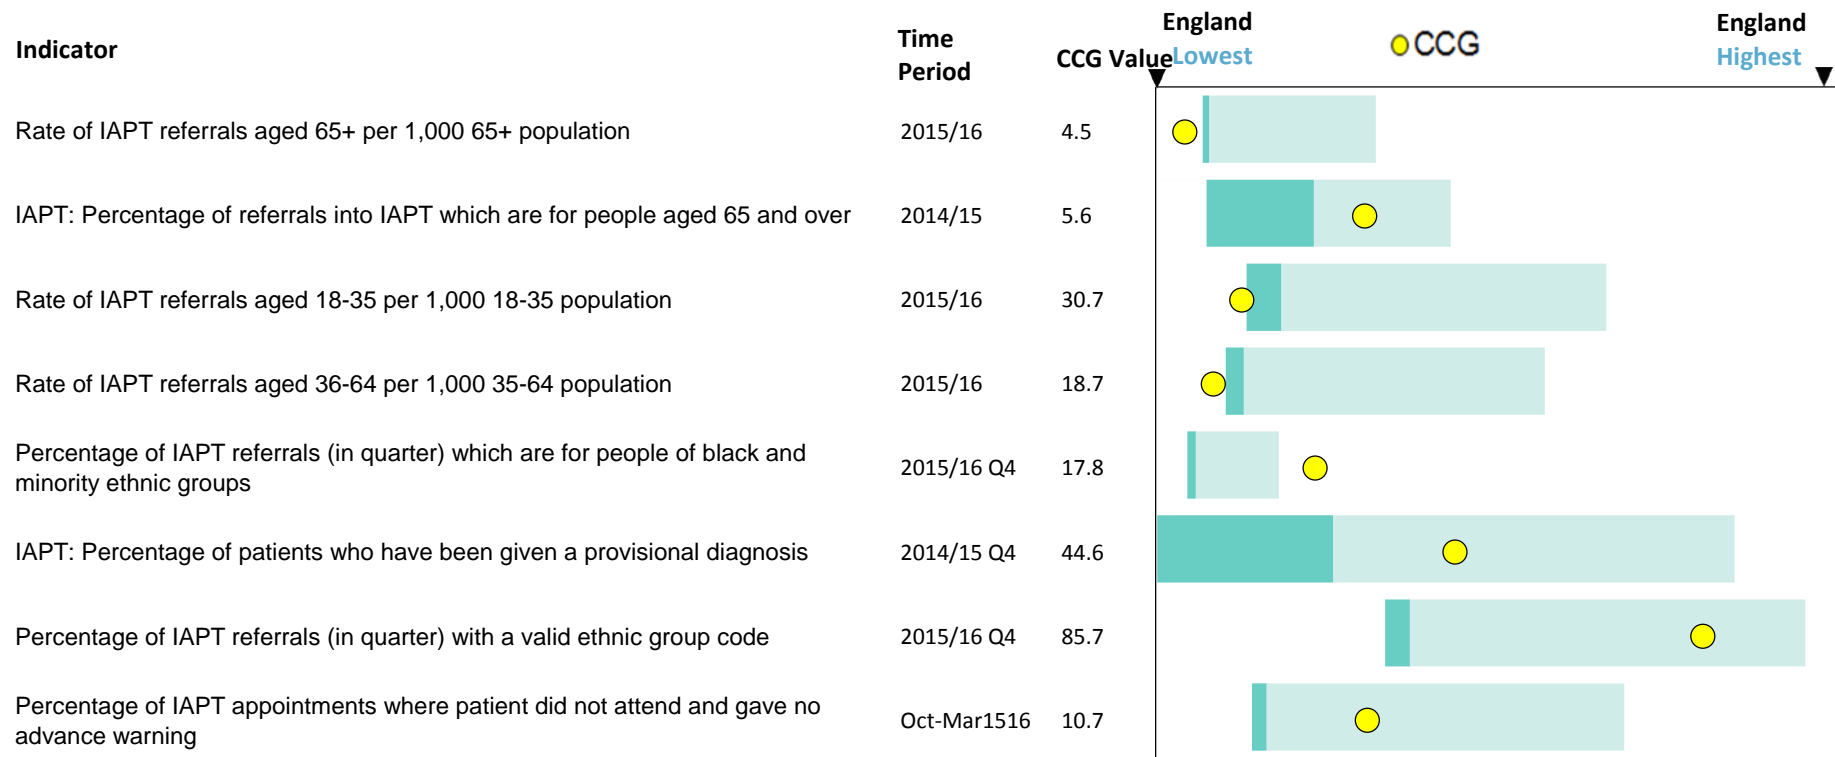 Indicator
Time
Period
CCG Value
England
Lowest
CCG
England
Highest
Rate of IAPT referrals aged 65+ per 1,000 65+ population 2015/16 4.5
IAPT: Percentage of referrals into IAPT which are for people aged 65 and over 2014/15 5.6
Rate of IAPT referrals aged 18-35 per 1,000 18-35 population 2015/16 30.7
Rate of IAPT referrals aged 36-64 per 1,000 35-64 population 2015/16 18.7
Percentage of IAPT referrals (in quarter) which are for people of black and
minority ethnic groups 2015/16 Q4 17.8
IAPT: Percentage of patients who have been given a provisional diagnosis 2014/15 Q4 44.6
Percentage of IAPT referrals (in quarter) with a valid ethnic group code 2015/16 Q4 85.7
Percentage of IAPT appointments where patient did not attend and gave no
advance warning Oct-Mar1516 10.7